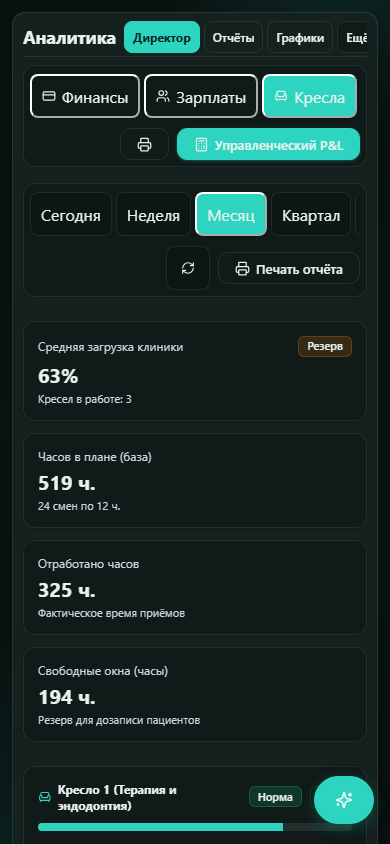 Аналитика Директор Отчёты Графики Ещё
Финансы Зарплаты Кресла
Управленческий P&L
Сегодня Неделя Месяц Квартал
Печать отчёта
Средняя загрузка клиники Резерв
63%
Кресел в работе: 3
Часов в плане (база)
519 ч.
24 смен по 12 ч.
Отработано часов
325 ч.
Фактическое время приёмов
Свободные окна (часы)
194 ч.
Резерв для дозаписи пациентов
Кресло 1 (Терапия и
эндодонтия) Норма